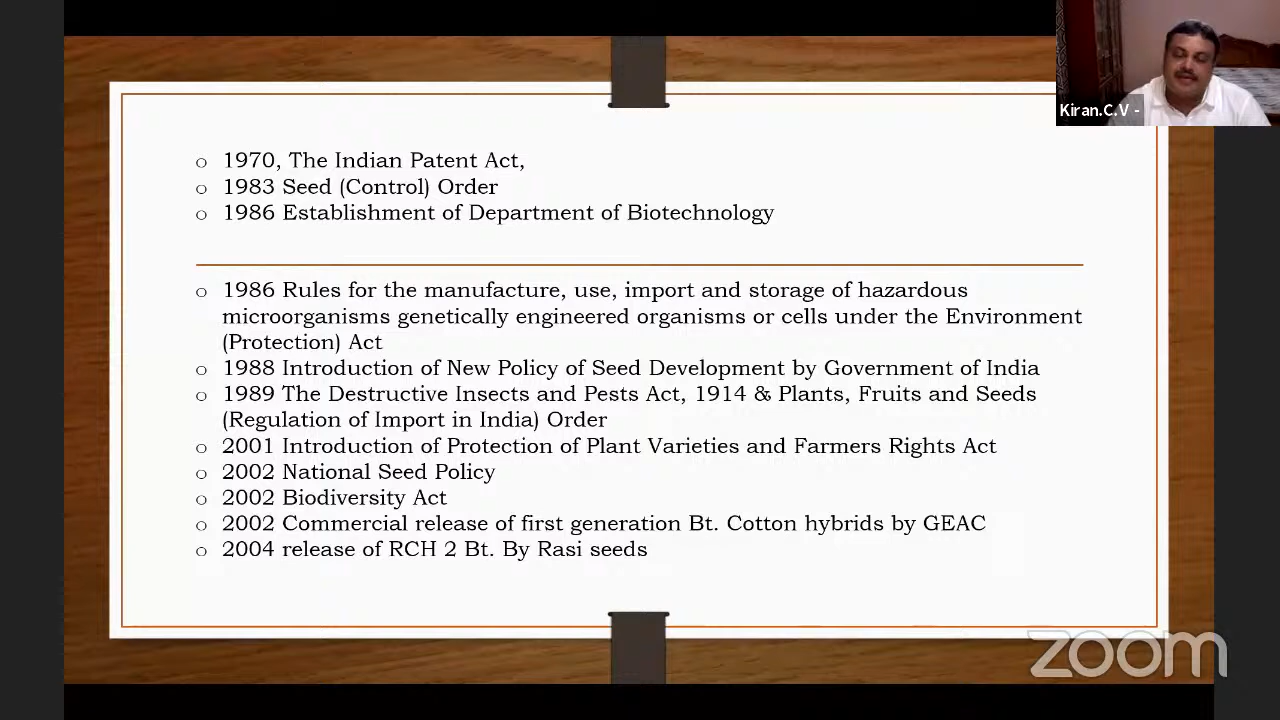 Kiran.C.V -
o 1970, The Indian Patent Act,
o 1983 Seed (Control) Order
o 1986 Establishment of Department of Biotechnology
o 1986 Rules for the manufacture, use, import and storage of hazardous
microorganisms genetically engineered organisms or cells under the Environment
(Protection) Act
o 1988 Introduction of New Policy of Seed Development by Government of India
o 1989 The Destructive Insects and Pests Act, 1914 & Plants, Fruits and Seeds
(Regulation of Import in India) Order
o 2001 Introduction of Protection of Plant Varieties and Farmers Rights Act
o 2002 National Seed Policy
o 2002 Biodiversity Act
o 2002 Commercial release of first generation Bt. Cotton hybrids by GEAC
o 2004 release of RCH 2 Bt. By Rasi seeds
zoom